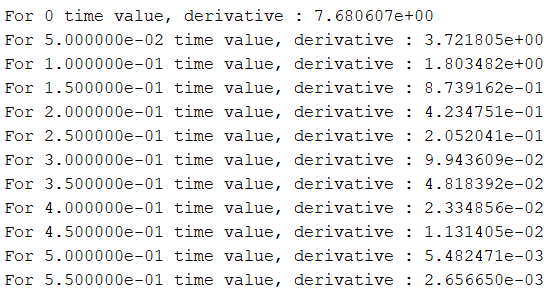 For 0 time value, derivative : 7.680607e+00
For 5.000000e-02 time value, derivative : 3.721805e+00
For 1.000000e-01 time value, derivative : 1.803482e+00
For 1.500000e-01 time value, derivative : 8.739162e-01
For 2.000000e-01 time value, derivative : 4.234751e-01
For 2.500000e-01 time value, derivative : 2.052041e-01
For 3.000000e-01 time value, derivative : 9.943609e-02
For 3.500000e-01 time value, derivative : 4.818392e-02
For 4.000000e-01 time value, derivative : 2.334856e-02
For 4.500000e-01 time value, derivative : 1.131405e-02
For 5.000000e-01 time value, derivative : 5.482471e-03
For 5.500000e-01 time value, derivative : 2.656650e-03